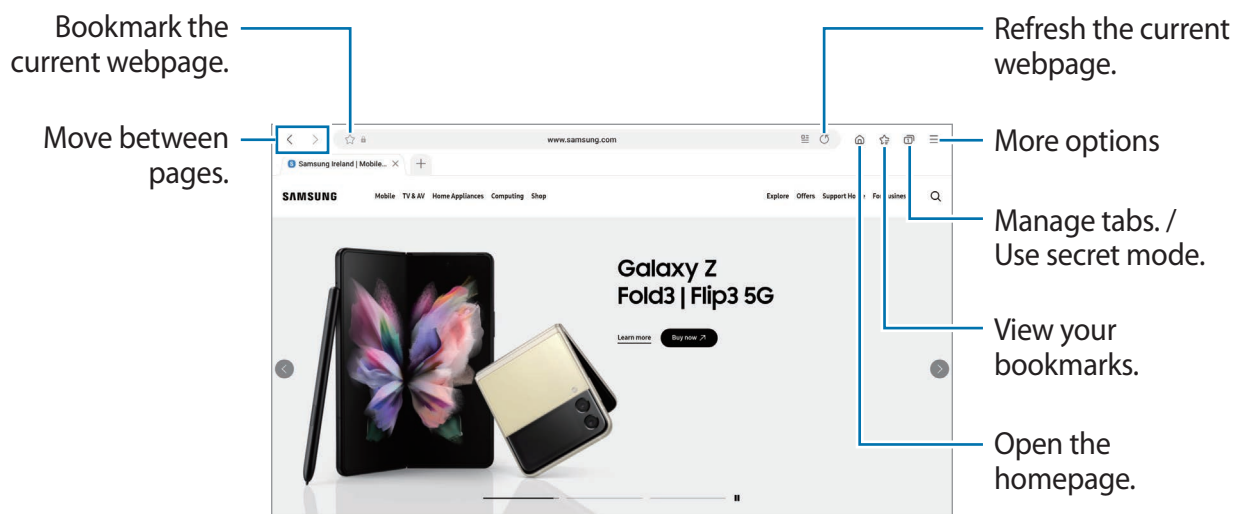 Bookmark the
current webpage.
Refresh the current
webpage.
Move between
pages.
www.samsung.com
More options
Samsung Ireland | Mobile...
SAMSUNG Mobile TV & AV Home Appliances Computing Shop Explore Offers Support
Manage tabs. /
Use secret mode.
Galaxy Z
Fold3 | Flip3 5G
Learn more Buy now
View your
bookmarks.
Open the
homepage.